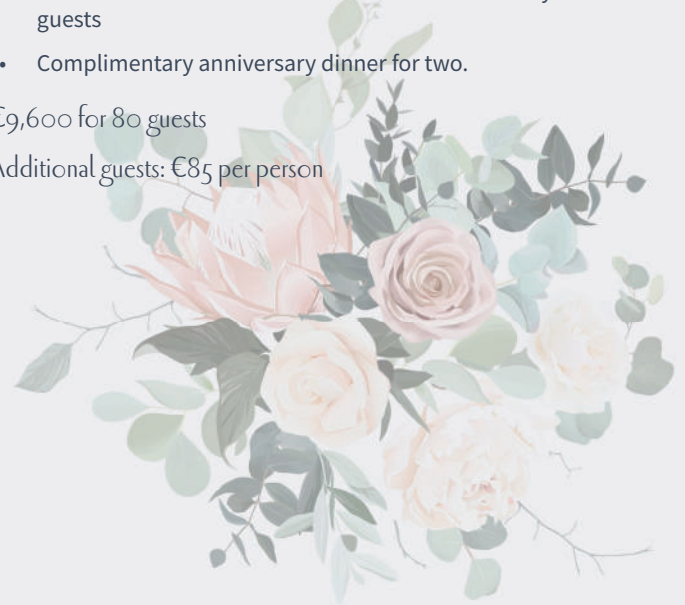 guests
• Complimentary anniversary dinner for two.
€9,600 for 80 guests
Additional guests: €85 per person